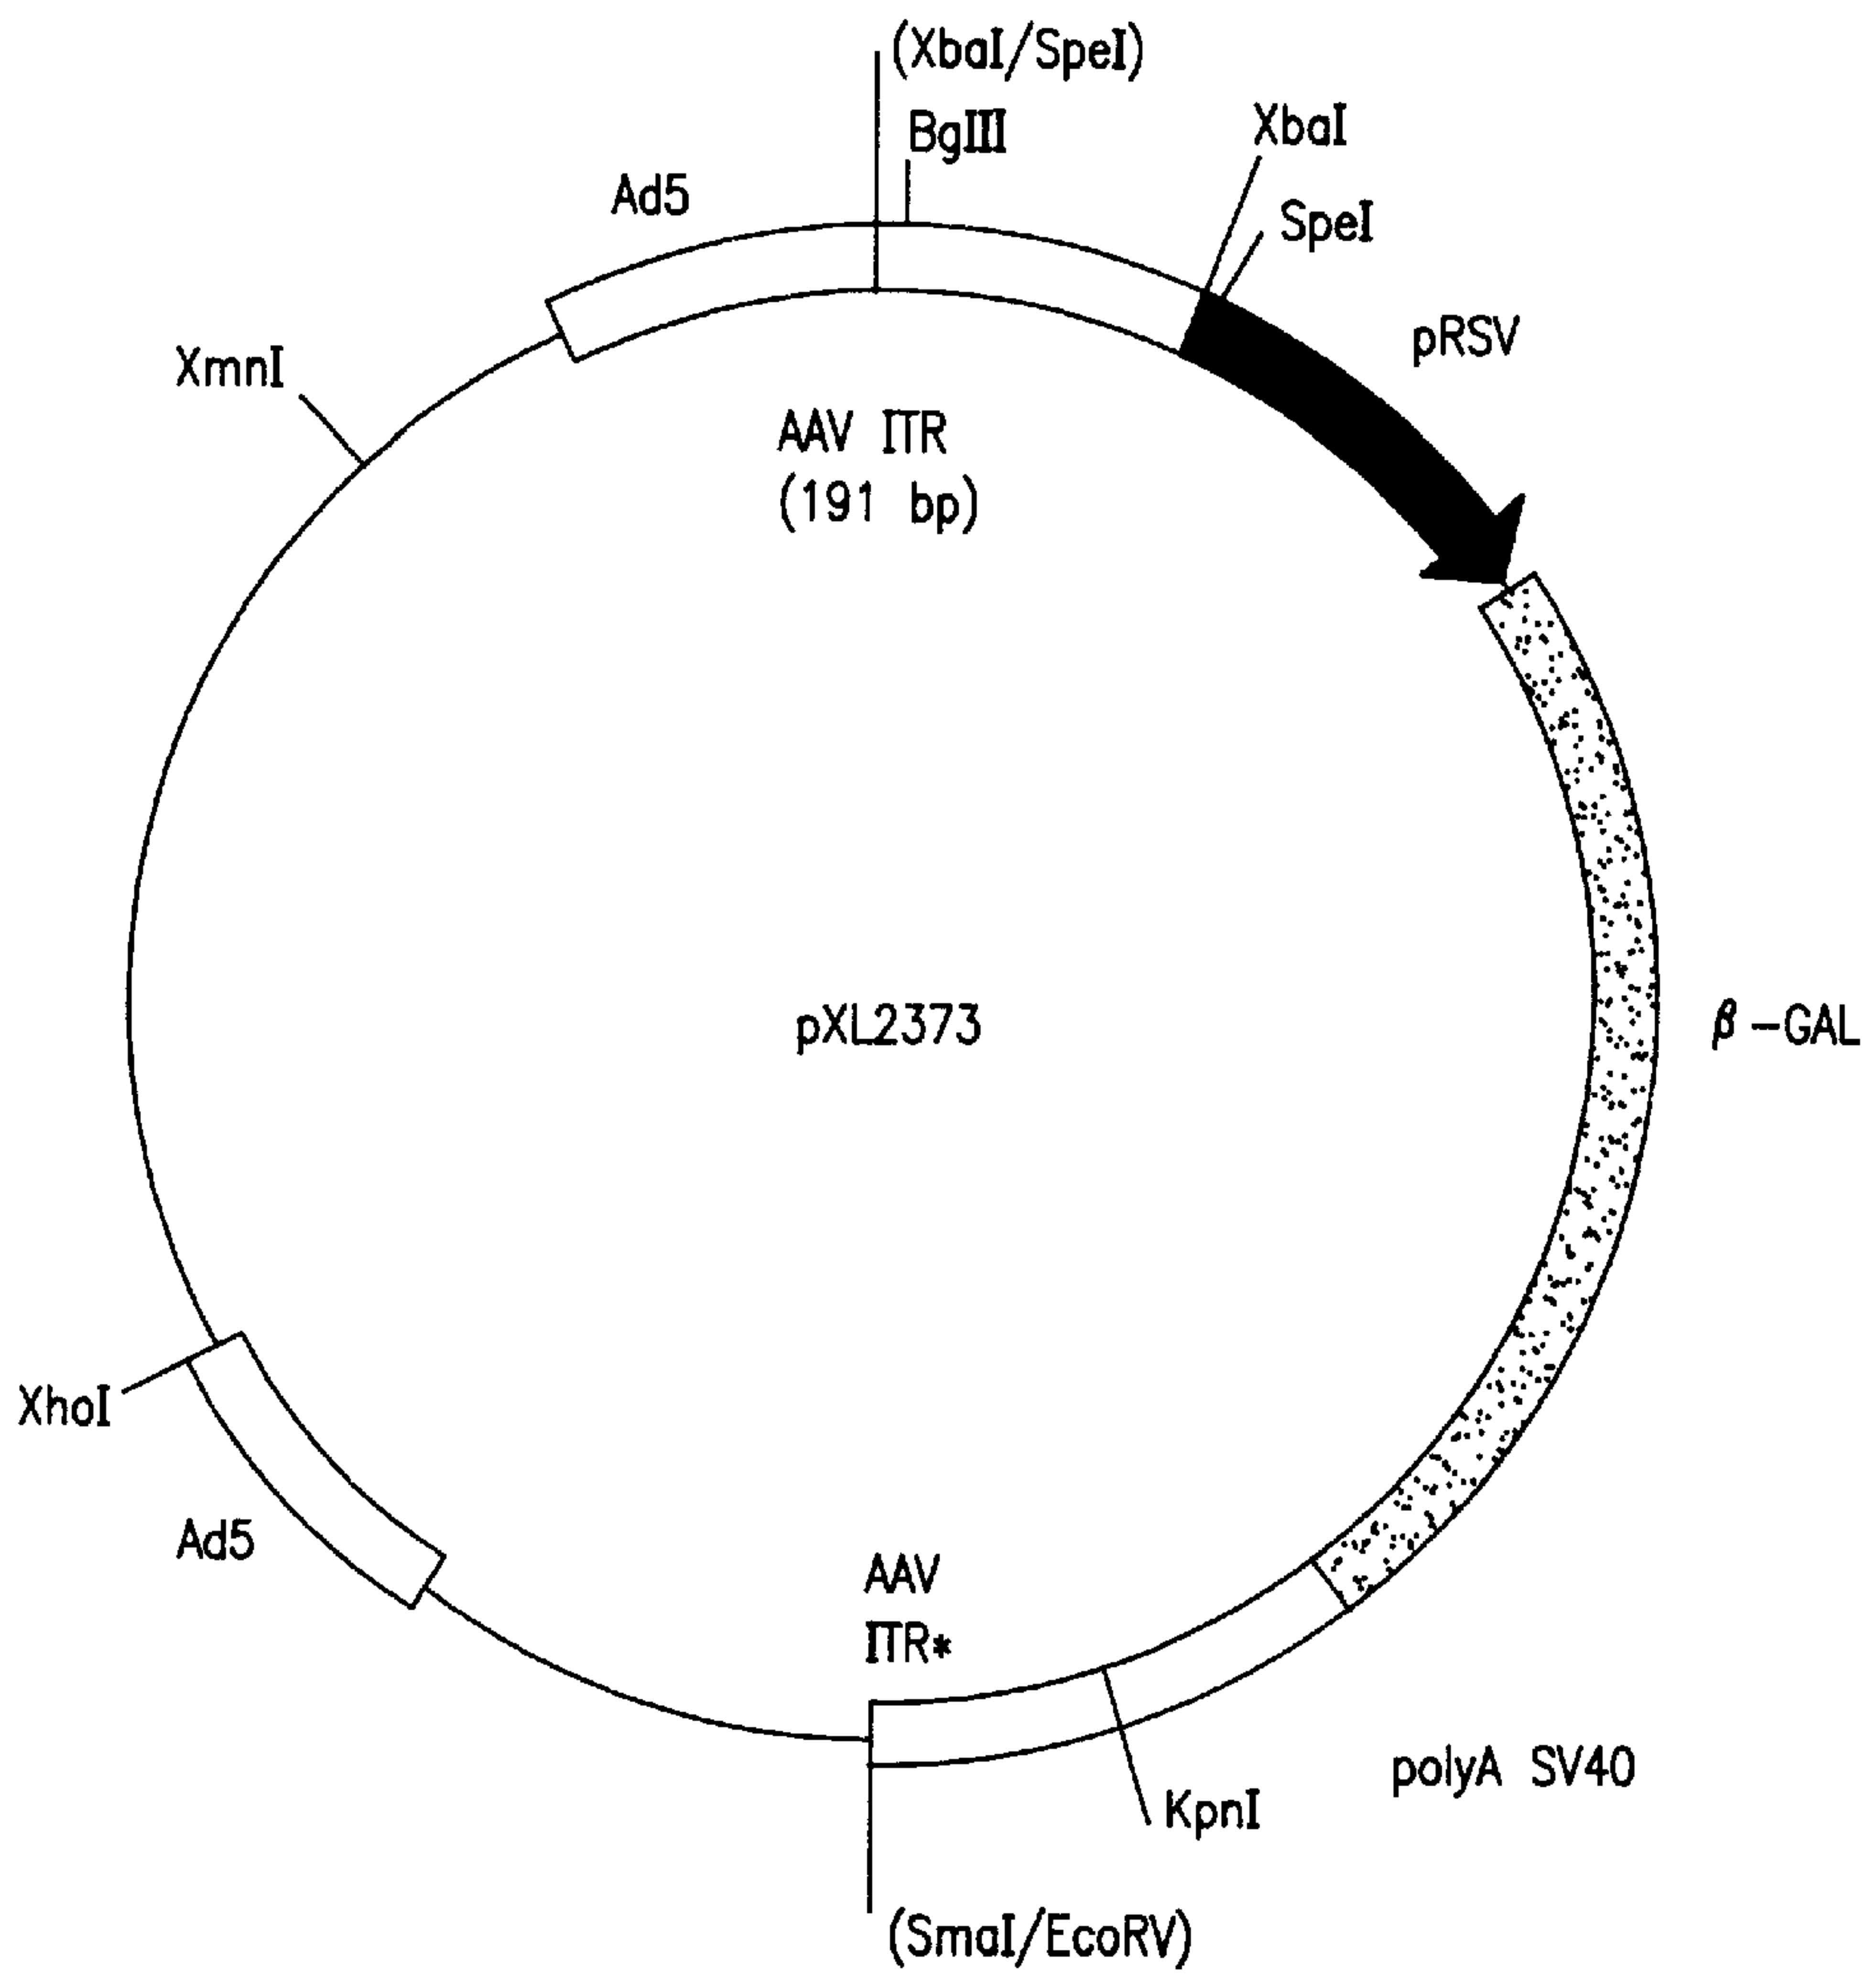 (XbaI/SpeI)
BglII
XbaI
Ad5
SpeI
pRSV
XmnI
AAV ITR
(191 bp)
pXL2373
β-GAL
XhoI
Ad5
AAV
ITR*
polyA SV40
KpnI
(SmaI/EcoRV)